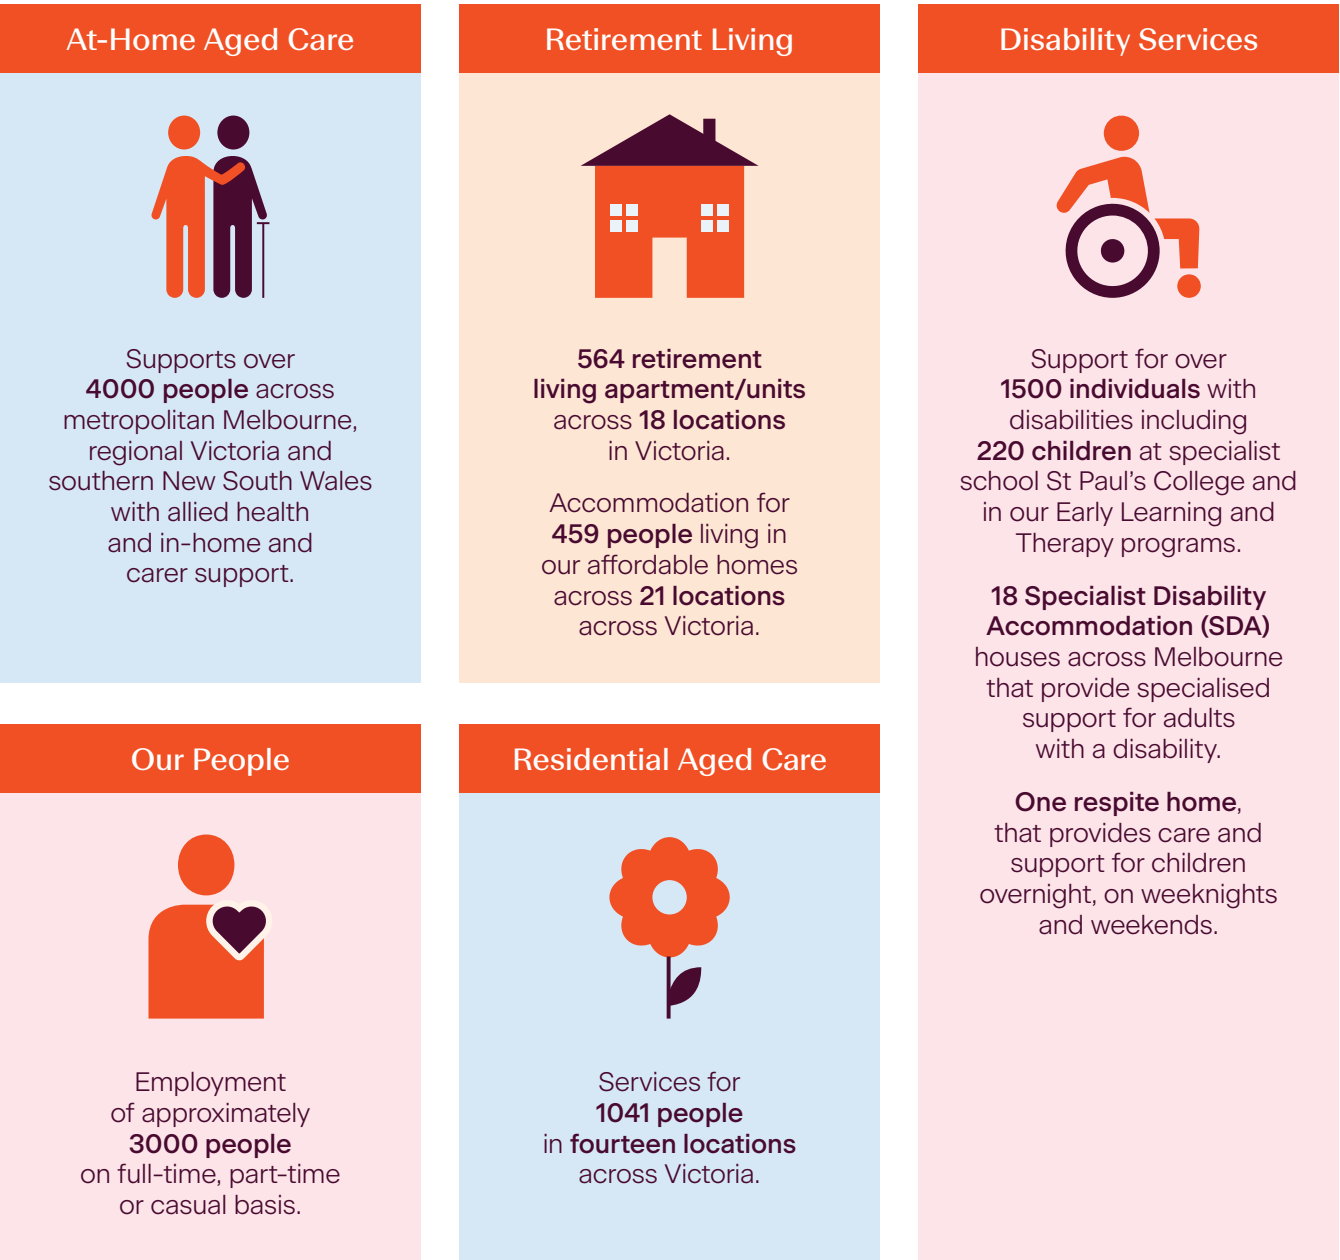 At-Home Aged Care
Supports over
4000 people across
metropolitan Melbourne,
regional Victoria and
southern New South Wales
with allied health
and in-home and
carer support.
Retirement Living
564 retirement
living apartment/units
across 18 locations
in Victoria.
Accommodation for
459 people living in
our affordable homes
across 21 locations
across Victoria.
Disability Services
Support for over
1500 individuals with
disabilities including
220 children at specialist
school St Paul's College and
in our Early Learning and
Therapy programs.
18 Specialist Disability
Accommodation (SDA)
houses across Melbourne
that provide specialised
support for adults
with a disability.
One respite home,
that provides care and
support for children
overnight, on weeknights
and weekends.
Our People
Employment
of approximately
3000 people
on full-time, part-time
or casual basis.
Residential Aged Care
Services for
1041 people
in fourteen locations
across Victoria.